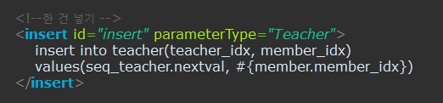 <!--한 건 넣기 -->
<insert id="insert" parameterType="Teacher">
insert into teacher(teacher_idx, member_idx)
values(seq_teacher.nextval, #{member.member_idx})
</insert>